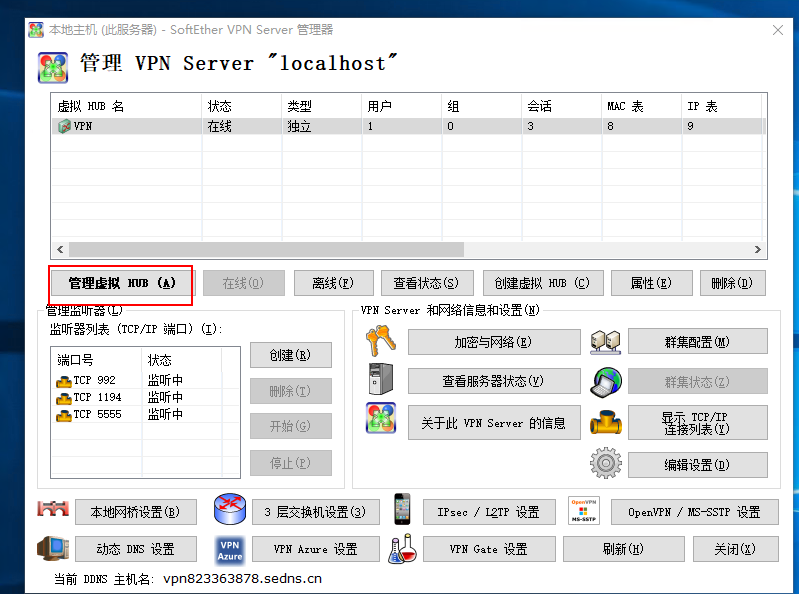 本地主机 (此服务器) - SoftEther VPN Server 管理器
管理 VPN Server "localhost"
虚拟 HUB 名 状态 类型 用户 组 会话 MAC 表 IP 表
VPN 在线 独立 1 0 3 8 9
管理虚拟 HUB (A) 在线(O) 离线(F) 查看状态(S) 创建虚拟 HUB (C) 属性(E) 删除(D)
管理监听器(L)
监听器列表 (TCP/IP 端口) (I):
端口号 状态
TCP 992 监听中
TCP 1194 监听中
TCP 5555 监听中
创建(R)
删除(T)
开始(G)
停止(P)
VPN Server 和网络信息和设置(N)
加密与网络(E) 群集配置(M)
查看服务器状态(V) 群集状态(Z)
关于此 VPN Server 的信息 显示 TCP/IP
连接列表(Y)
编辑设置(D)
本地网桥设置(B) 3 层交换机设置(3) IPsec / L2TP 设置 OpenVPN
MS-SSTP OpenVPN / MS-SSTP 设置
动态 DNS 设置 VPN
Azure VPN Azure 设置 VPN Gate 设置 刷新(H) 关闭(X)
当前 DDNS 主机名: vpn823363878.sedns.cn